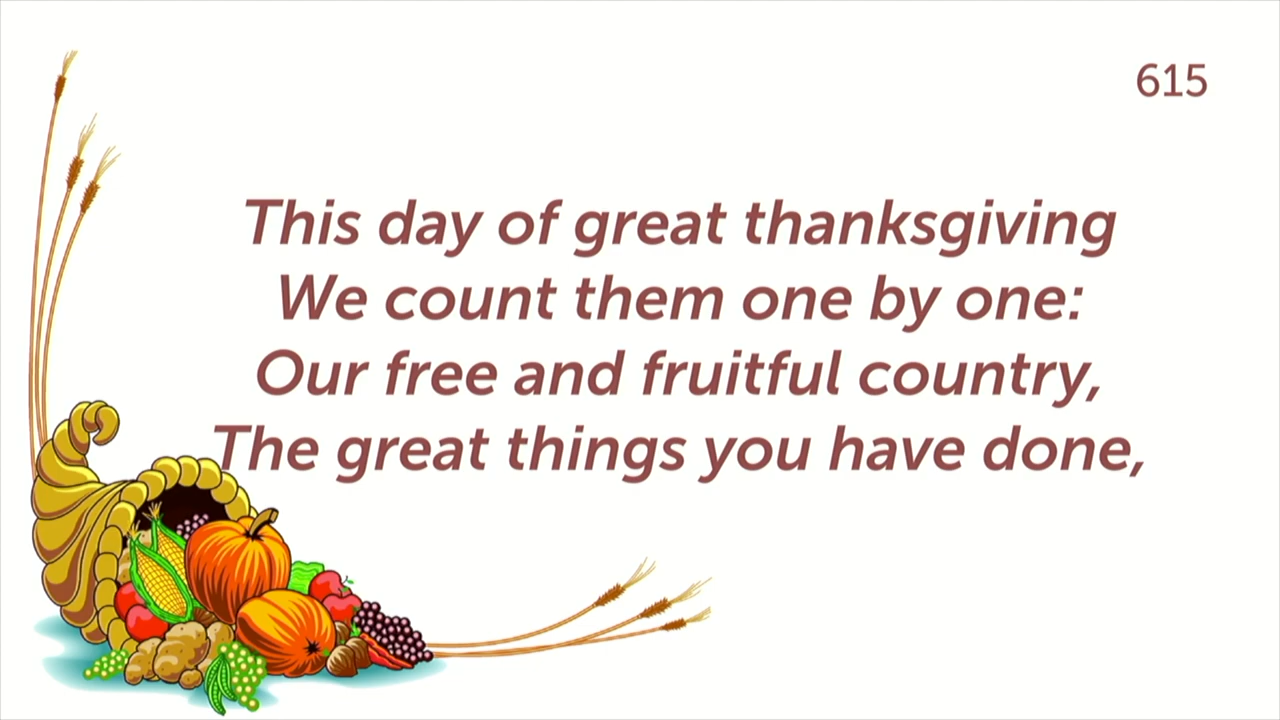 615
This day of great thanksgiving
We count them one by one:
Our free and fruitful country,
The great things you have done,